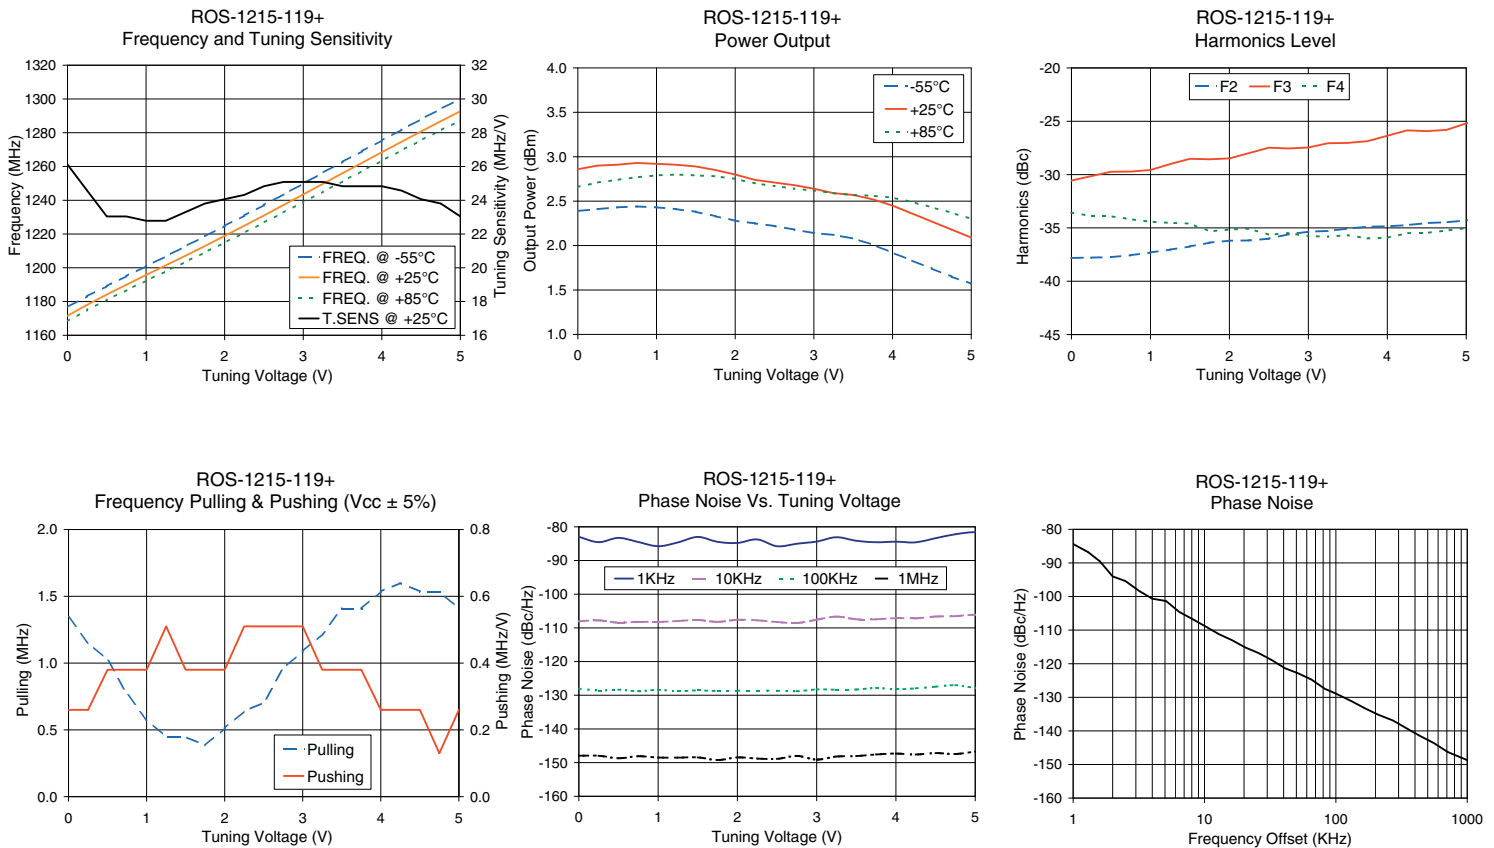 ROS-1215-119+
Frequency and Tuning Sensitivity
1320
1300
1280
1260
1240
1220
1200
1180
1160
Frequency (MHz)
32
30
28
26
24
22
20
18
16
Tuning Sensitivity (MHz/V)
FREQ. @ -55°C
FREQ. @ +25°C
FREQ. @ +85°C
T.SENS @ +25°C
0 1 2 3 4 5
Tuning Voltage (V)
ROS-1215-119+
Power Output
4.0
3.5
3.0
2.5
2.0
1.5
1.0
Output Power (dBm)
-55°C
+25°C
+85°C
0 1 2 3 4 5
Tuning Voltage (V)
ROS-1215-119+
Harmonics Level
-20
-25
-30
-35
-40
-45
Harmonics (dBc)
F2 F3 F4
0 1 2 3 4 5
Tuning Voltage (V)
ROS-1215-119+
Frequency Pulling & Pushing (Vcc ± 5%)
2.0
1.5
1.0
0.5
0.0
Pulling (MHz)
0.8
0.6
0.4
0.2
0.0
Pushing (MHz/V)
Pulling
Pushing
0 1 2 3 4 5
Tuning Voltage (V)
ROS-1215-119+
Phase Noise Vs. Tuning Voltage
-80
-90
-100
-110
-120
-130
-140
-150
-160
Phase Noise (dBc/Hz)
1KHz 10KHz 100KHz 1MHz
0 1 2 3 4 5
Tuning Voltage (V)
ROS-1215-119+
Phase Noise
-80
-90
-100
-110
-120
-130
-140
-150
-160
Phase Noise (dBc/Hz)
1 10 100 1000
Frequency Offset (KHz)